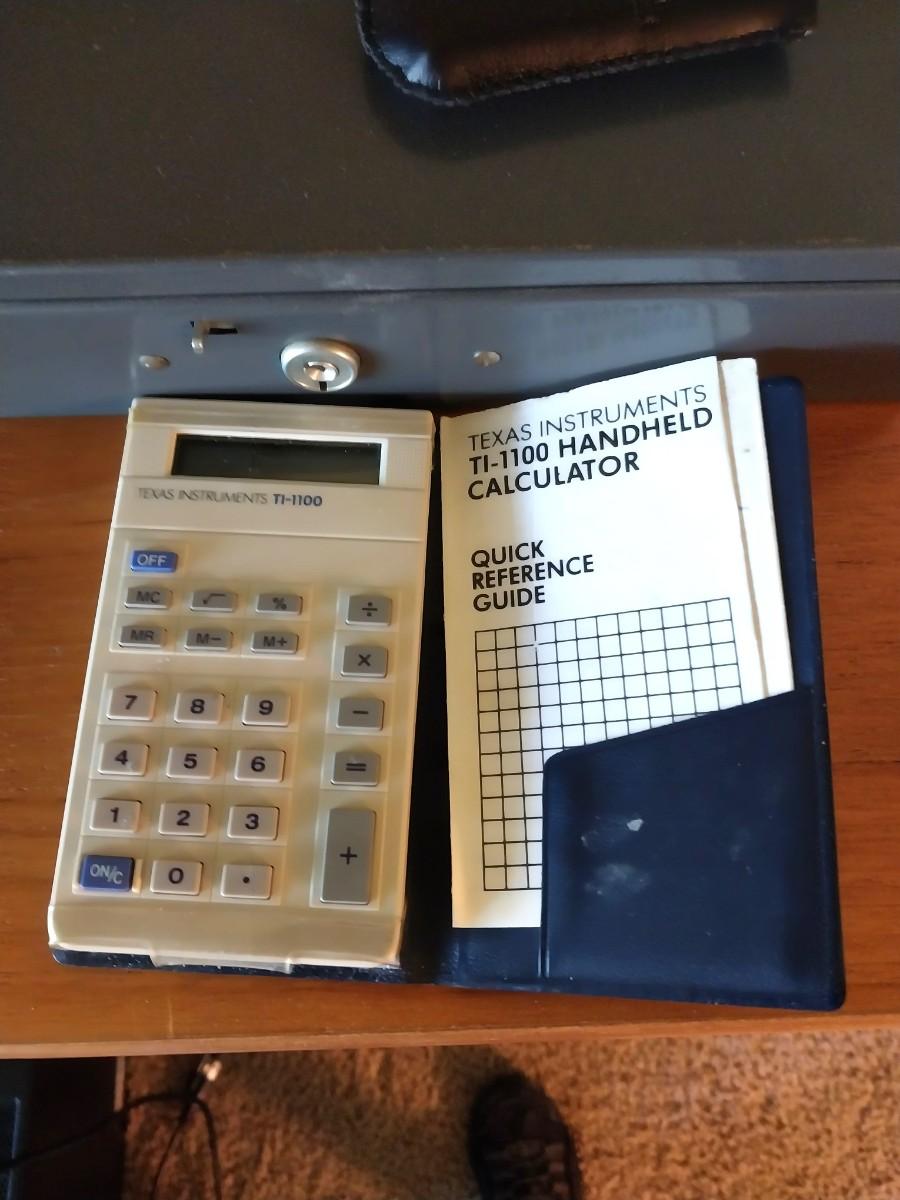 TEXAS INSTRUMENTS TI-1100
OFF
MC √ % ÷
MR M− M+ ×
7 8 9 −
4 5 6 =
1 2 3 +
ON/C 0 •
TEXAS INSTRUMENTS
TI-1100 HANDHELD
CALCULATOR
QUICK
REFERENCE
GUIDE